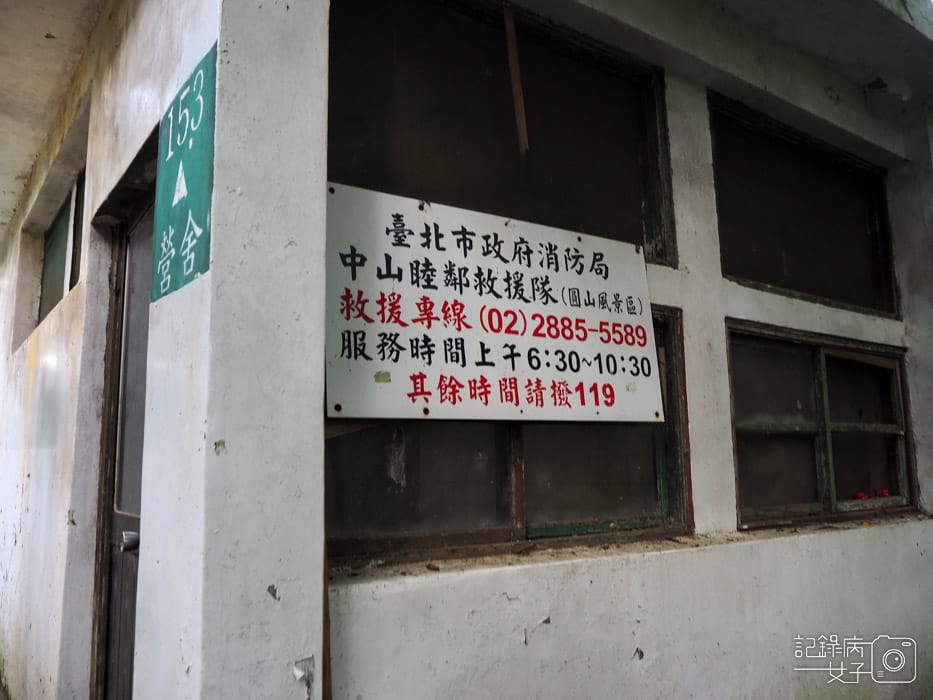 153
▲
營舍
臺北市政府消防局
中山睦鄰救援隊(圓山風景區)
救援專線(02)2885-5589
服務時間上午6:30~10:30
其餘時間請撥119
記錄病
女子